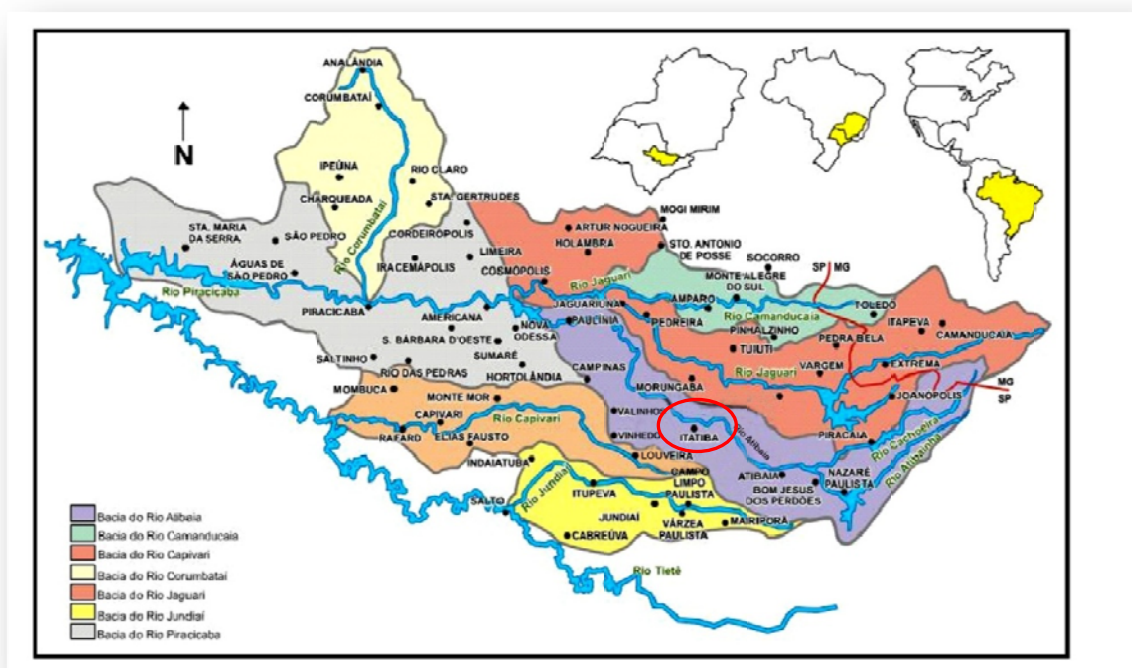 ANALÂNDIA
CORUMBATAÍ
N
IPEÚNA
RIO CLARO
CHARQUEADA
STA. GERTRUDES
MOGI MIRIM
STA. MARIA
DA SERRA
SÃO PEDRO
CORDEIRÓPOLIS
ARTUR NOGUEIRA
HOLAMBRA
STO. ANTONIO
DE POSSE
SOCORRO
ÁGUAS DE
SÃO PEDRO
Rio Corumbataí
IRACEMÁPOLIS
LIMEIRA
COSMÓPOLIS
Rio Jaguari
MONTE ALEGRE
DO SUL
SP
MG
Rio Piracicaba
PIRACICABA
AMERICANA
JAGUARIÚNA
PAULÍNIA
AMPARO
Rio Camanducaia
TOLEDO
ITAPEVA
CAMANDUCAIA
NOVA
ODESSA
PEDREIRA
PINHALZINHO
PEDRA BELA
S. BÁRBARA D'OESTE
TUIUTI
SALTINHO
SUMARÉ
RIO DAS PEDRAS
HORTOLÂNDIA
CAMPINAS
Rio Jaguari
VARGEM
EXTREMA
MOMBUCA
MONTE MOR
MORUNGABA
JOANÓPOLIS
MG
SP
CAPIVARI
Rio Capivari
VALINHOS
RAFARD
ELIAS FAUSTO
VINHEDO
ITATIBA
Rio Atibaia
PIRACAIA
Rio Cachoeira
Rio Atibainha
INDAIATUBA
LOUVEIRA
CAMPO
LIMPO
PAULISTA
ATIBAIA
NAZARÉ
PAULISTA
BOM JESUS
DOS PERDÕES
SALTO
Rio Jundiaí
ITUPEVA
JUNDIAÍ
VÁRZEA
PAULISTA
MAIRIPORÃ
CABREÚVA
Rio Tietê
Bacia do Rio Atibaia
Bacia do Rio Camanducaia
Bacia do Rio Capivari
Bacia do Rio Corumbataí
Bacia do Rio Jaguari
Bacia do Rio Jundiaí
Bacia do Rio Piracicaba